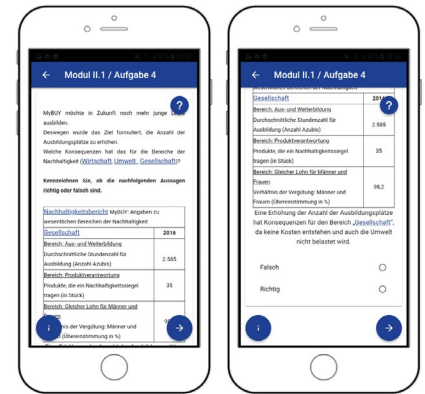 Modul II.1 / Aufgabe 4
?
MyBUY möchte in Zukunft noch mehr junge
ausbilden.
Deswegen wurde das Ziel formuliert, die Anzahl der
Ausbildungsplätze zu erhöhen.
Welche Konsequenzen hat das für die Bereiche der
Nachhaltigkeit (Wirtschaft, Umwelt, Gesellschaft)?
Kennzeichnen Sie, ob die nachfolgenden Aussagen
richtig oder falsch sind.
Nachhaltigkeitsbericht MyBUY: Angaben zu
wesentlichen Bereichen der Nachhaltigkeit
Gesellschaft 2016
Bereich: Aus- und Weiterbildung
Durchschnittliche Stundenzahl für
Ausbildung (Anzahl Azubis) 2.585
Bereich: Produktverantwortung
Produkte, die ein Nachhaltigkeitssiegel
tragen (in Stück) 35
Bereich: Gleicher Lohn für Männer und
der Vergütung: Männer und
(Übereinstimmung in %)
i
Modul II.1 / Aufgabe 4
?
wesentlichen Bereichen der Nachhaltigkeit
Gesellschaft
Bereich: Aus- und Weiterbildung
Durchschnittliche Stundenzahl für
Ausbildung (Anzahl Azubis) 2.585
Bereich: Produktverantwortung
Produkte, die ein Nachhaltigkeitssiegel
tragen (in Stück) 35
Bereich: Gleicher Lohn für Männer und
Frauen
Verhältnis der Vergütung: Männer und
Frauen (Übereinstimmung in %) 98,2
Eine Erhöhung der Anzahl der Ausbildungsplätze
hat Konsequenzen für den Bereich „Gesellschaft",
da keine Kosten entstehen und auch die Umwelt
nicht belastet wird.
Falsch
Richtig
i